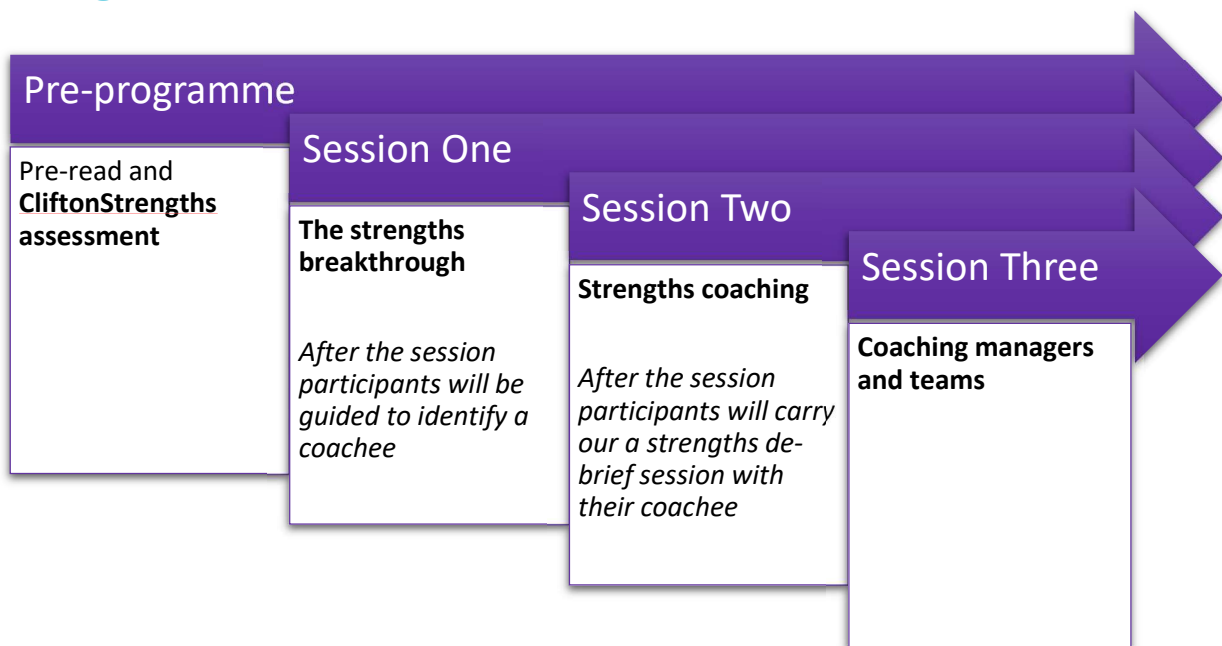 Pre-programme
Pre-read and
CliftonStrengths
assessment
Session One
The strengths
breakthrough
After the session
participants will be
guided to identify a
coachee
Session Two
Strengths coaching
After the session
participants will carry
our a strengths de-
brief session with
their coachee
Session Three
Coaching managers
and teams